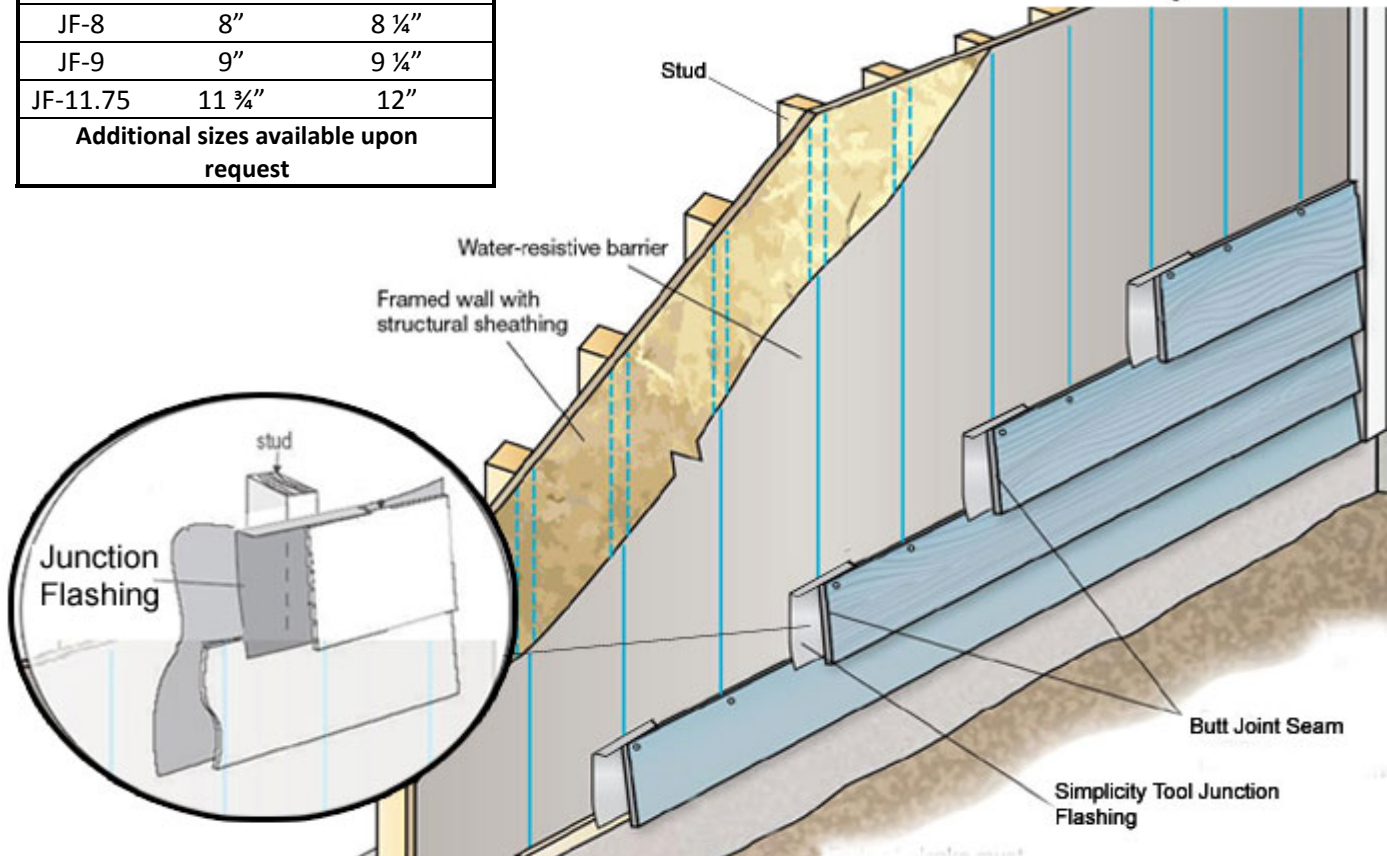 JF-8 8” 8 ¼”
JF-9 9” 9 ¼”
JF-11.75 11 ¾” 12”
Additional sizes available upon
request
Stud
Water-resistive barrier
Framed wall with
structural sheathing
stud
Junction
Flashing
Butt Joint Seam
Simplicity Tool Junction
Flashing